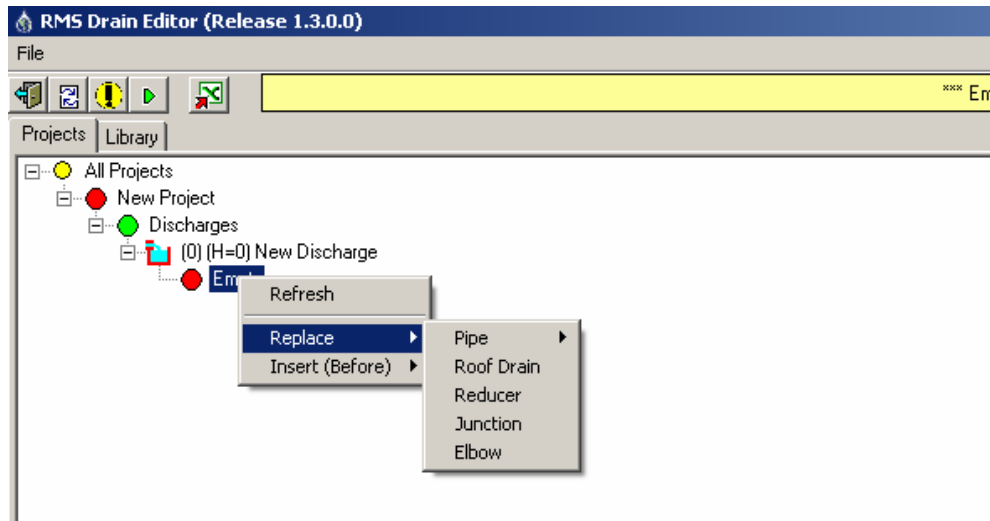 RMS Drain Editor (Release 1.3.0.0)
File
***
Projects Library
All Projects
New Project
Discharges
(0) (H=0) New Discharge
Refresh
Replace
Insert (Before)
Pipe
Roof Drain
Reducer
Junction
Elbow